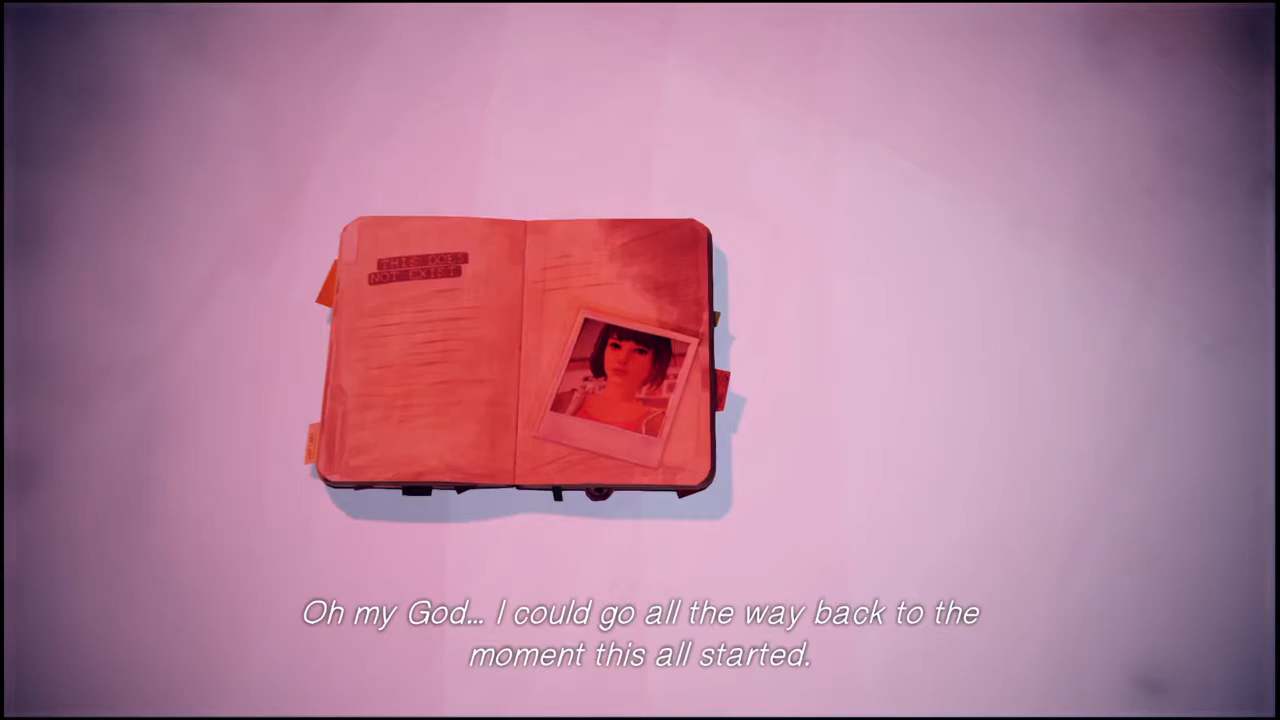 THIS DOES
NOT EXIST
Oh my God... I could go all the way back to the
moment this all started.